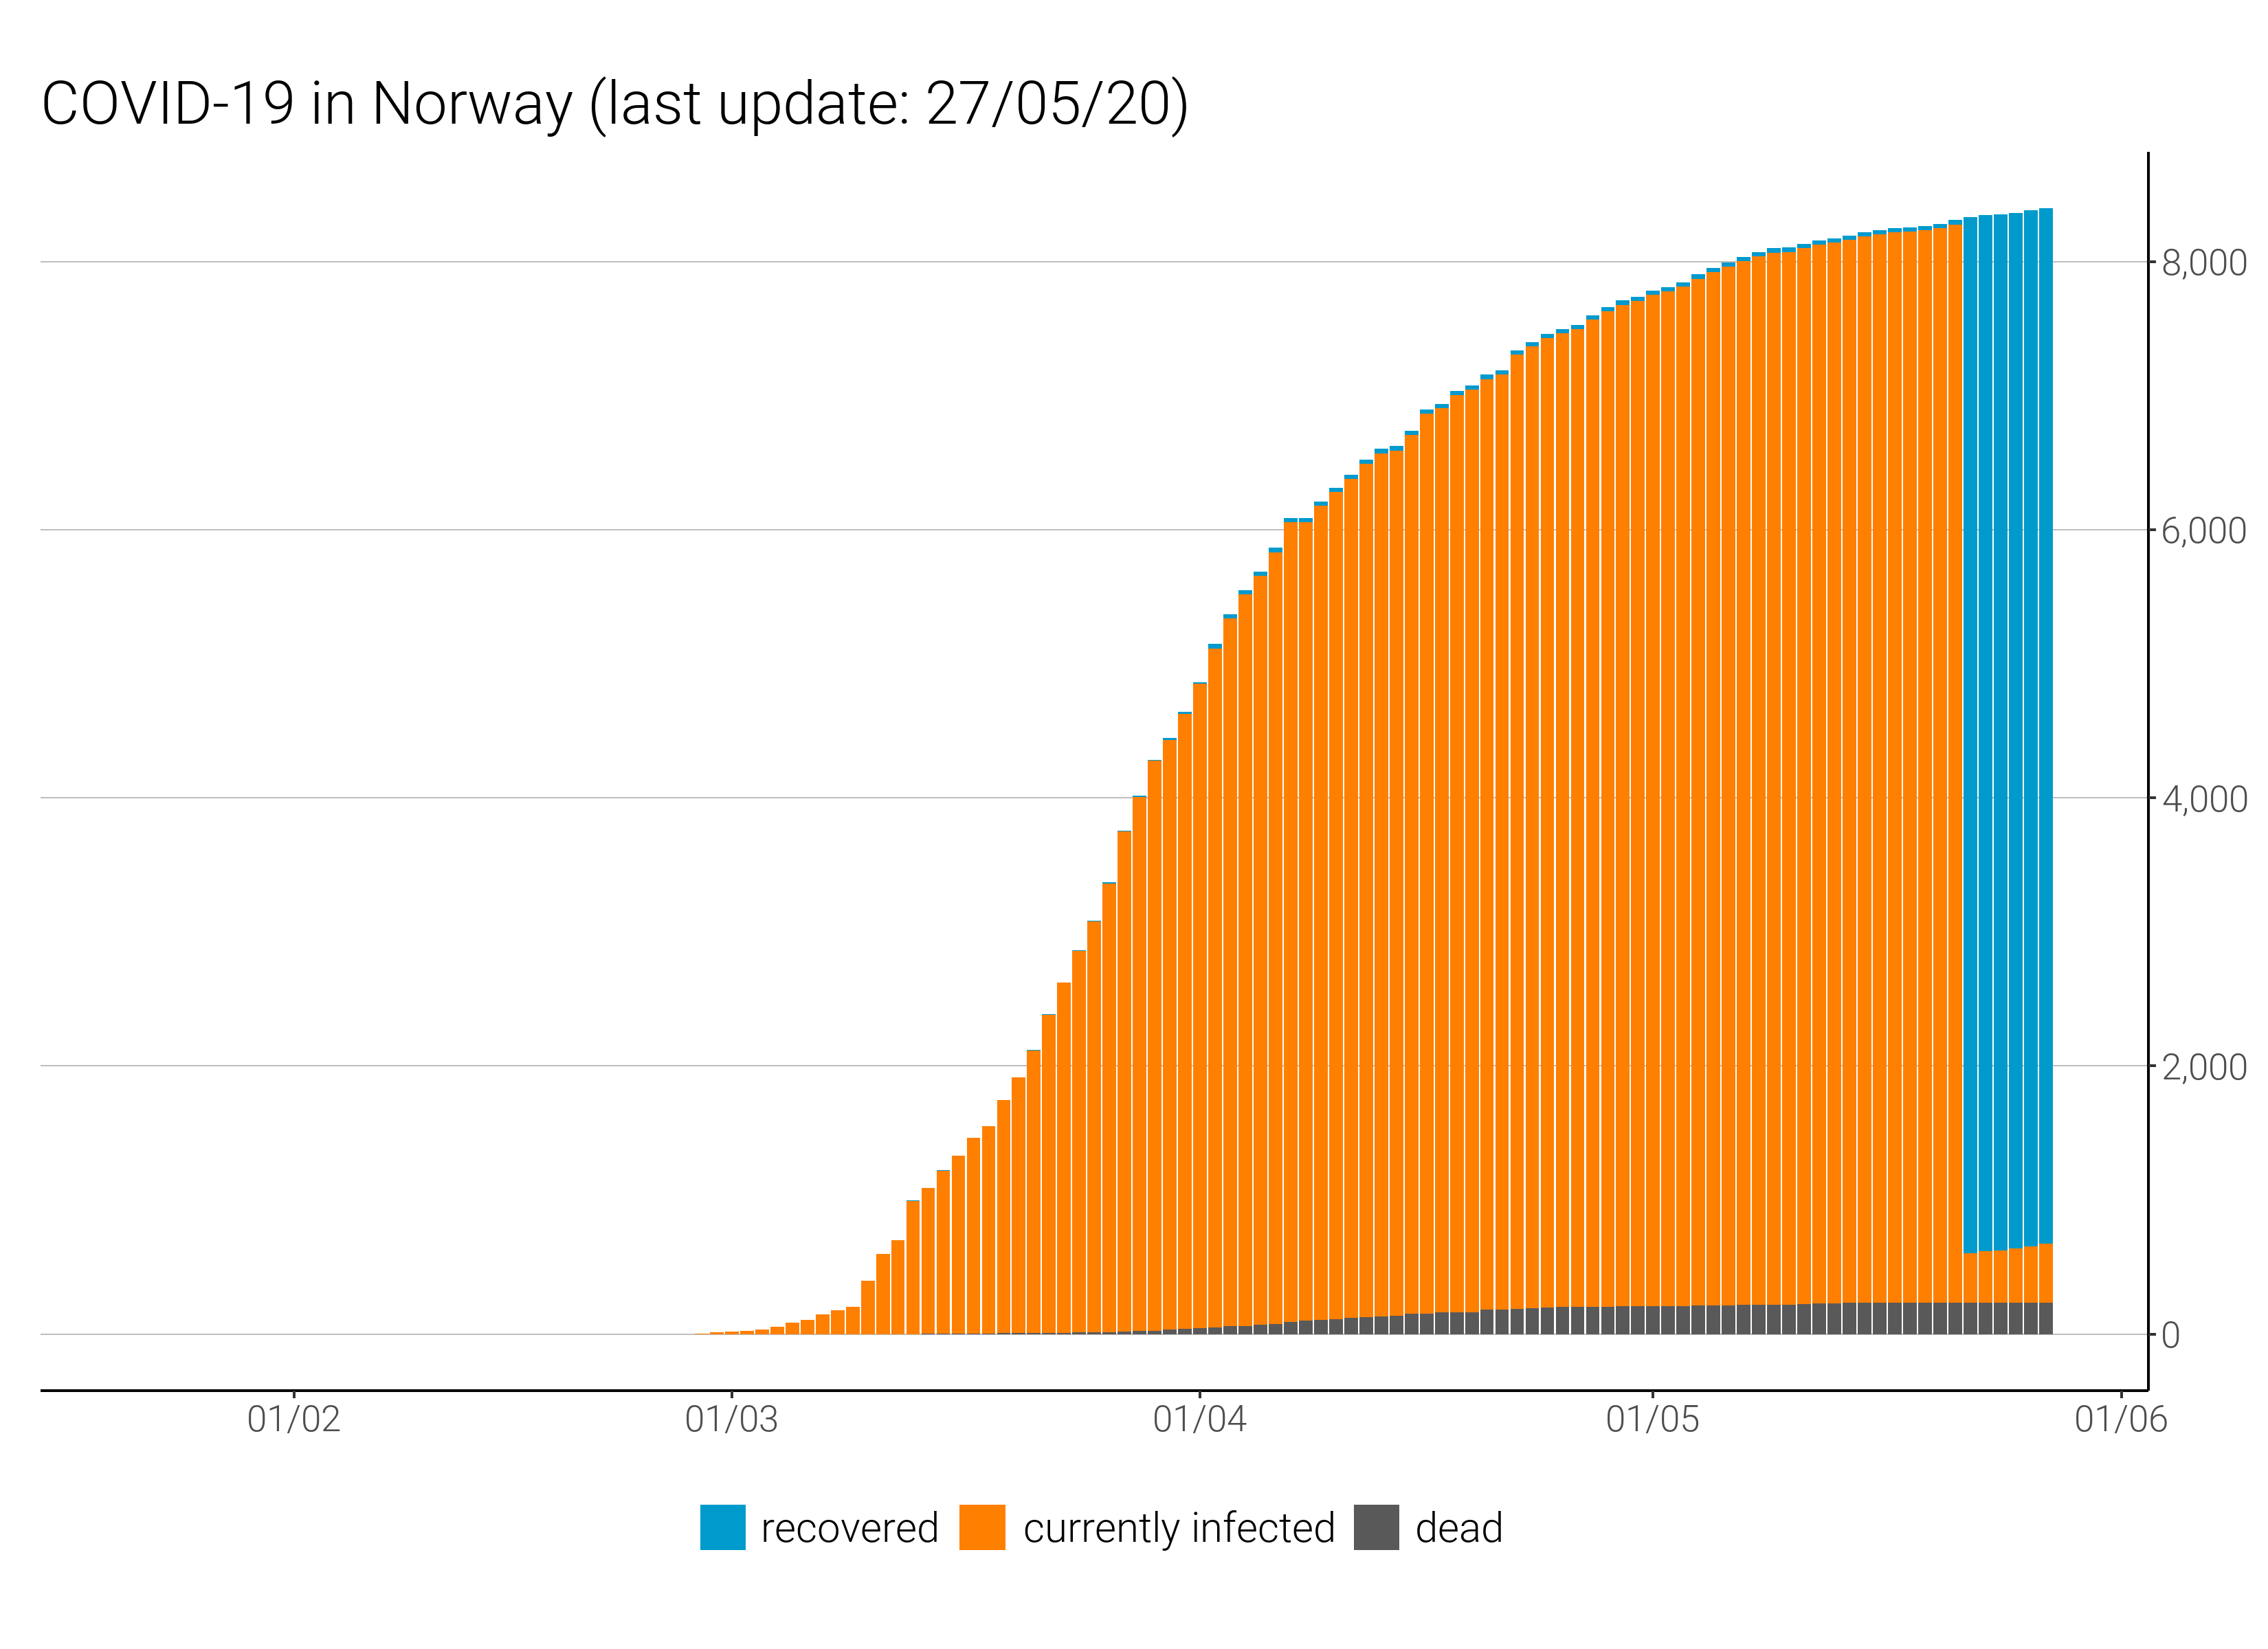 COVID-19 in Norway (last update: 27/05/20)
8,000
6,000
4,000
2,000
0
01/02 01/03 01/04 01/05 01/06
recovered currently infected dead